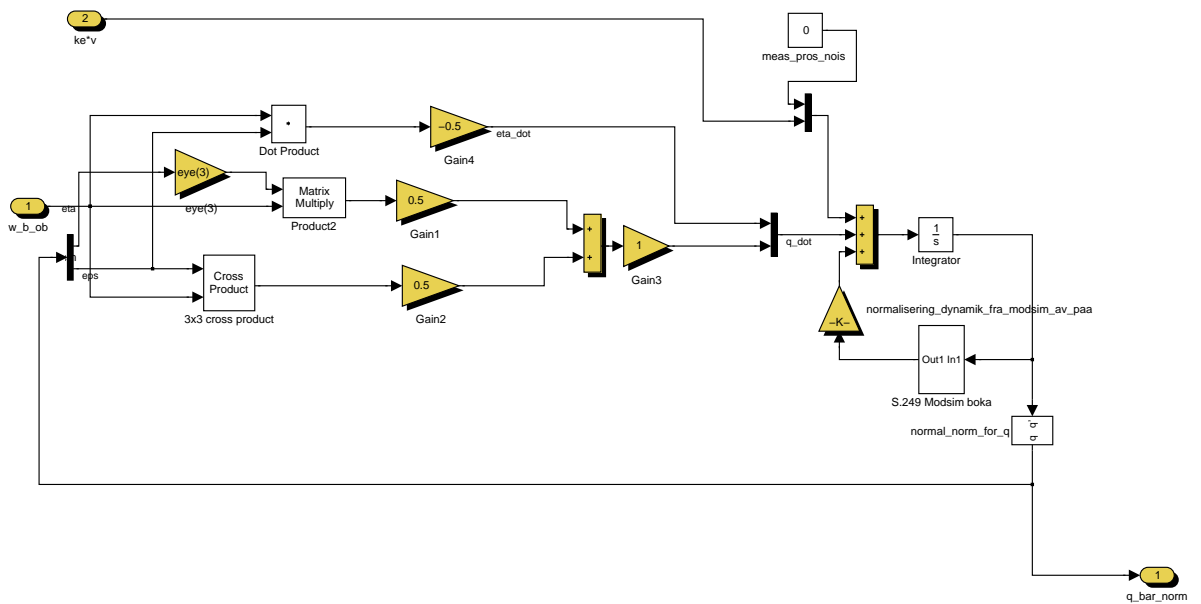 2
ke*v
0
meas_pros_nois
Dot Product
−0.5
Gain4
eta_dot
eye(3)
eye(3)
Matrix
Multiply
Product2
0.5
Gain1
1
w_b_ob
eta
eps
Cross
Product
3x3 cross product
0.5
Gain2
+
+
1
Gain3
q_dot
+
+
+
1
s
Integrator
−K−
normalisering_dynamik_fra_modsim_av_paa
Out1 In1
S.249 Modsim boka
normal_norm_for_q
q
q
1
q_bar_norm